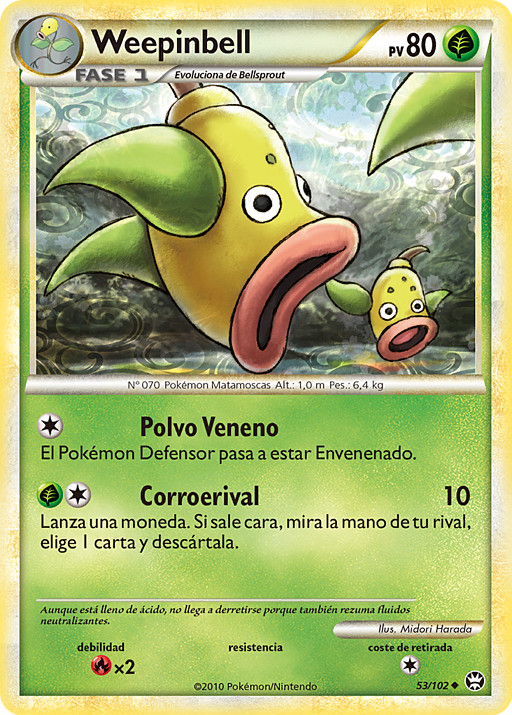 Weepinbell
PV 80
FASE 1
Evoluciona de Bellsprout
Nº 070 Pokémon Matamoscas Alt.: 1,0 m Pes.: 6,4 kg
Polvo Veneno
El Pokémon Defensor pasa a estar Envenenado.
Corroerival 10
Lanza una moneda. Si sale cara, mira la mano de tu rival,
elige 1 carta y descártala.
Aunque está lleno de ácido, no llega a derretirse porque también rezuma fluidos
neutralizantes.
Ilus. Midori Harada
debilidad resistencia coste de retirada
×2
53/102
©2010 Pokémon/Nintendo